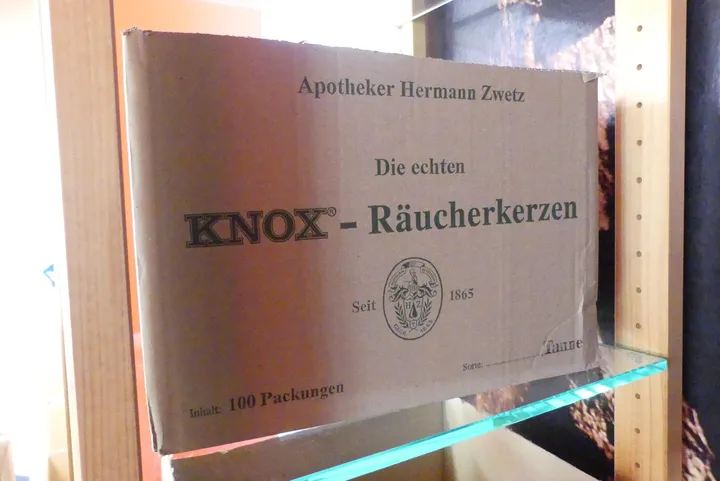 Apotheker Hermann Zwetz
Die echten
KNOX® – Räucherkerzen
Seit 1865
H Z
Sorte: Tanne
Inhalt: 100 Packungen